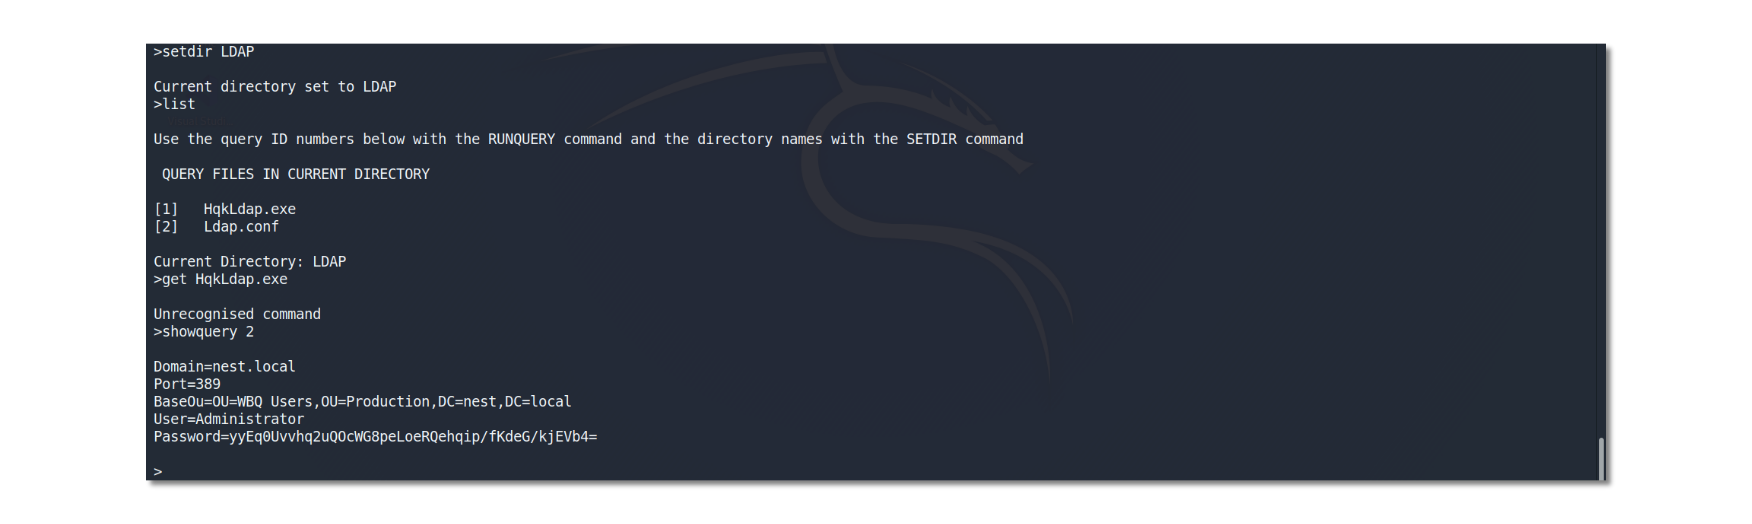 >setdir LDAP
Current directory set to LDAP
>list
Use the query ID numbers below with the RUNQUERY command and the directory names with the SETDIR command
QUERY FILES IN CURRENT DIRECTORY
[1]   HqkLdap.exe
[2]   Ldap.conf
Current Directory: LDAP
>get HqkLdap.exe
Unrecognised command
>showquery 2
Domain=nest.local
Port=389
BaseOu=OU=WBQ Users,OU=Production,DC=nest,DC=local
User=Administrator
Password=yyEq0Uvvhq2uQOcWG8peLoeRQehqip/fKdeG/kjEVb4=
>